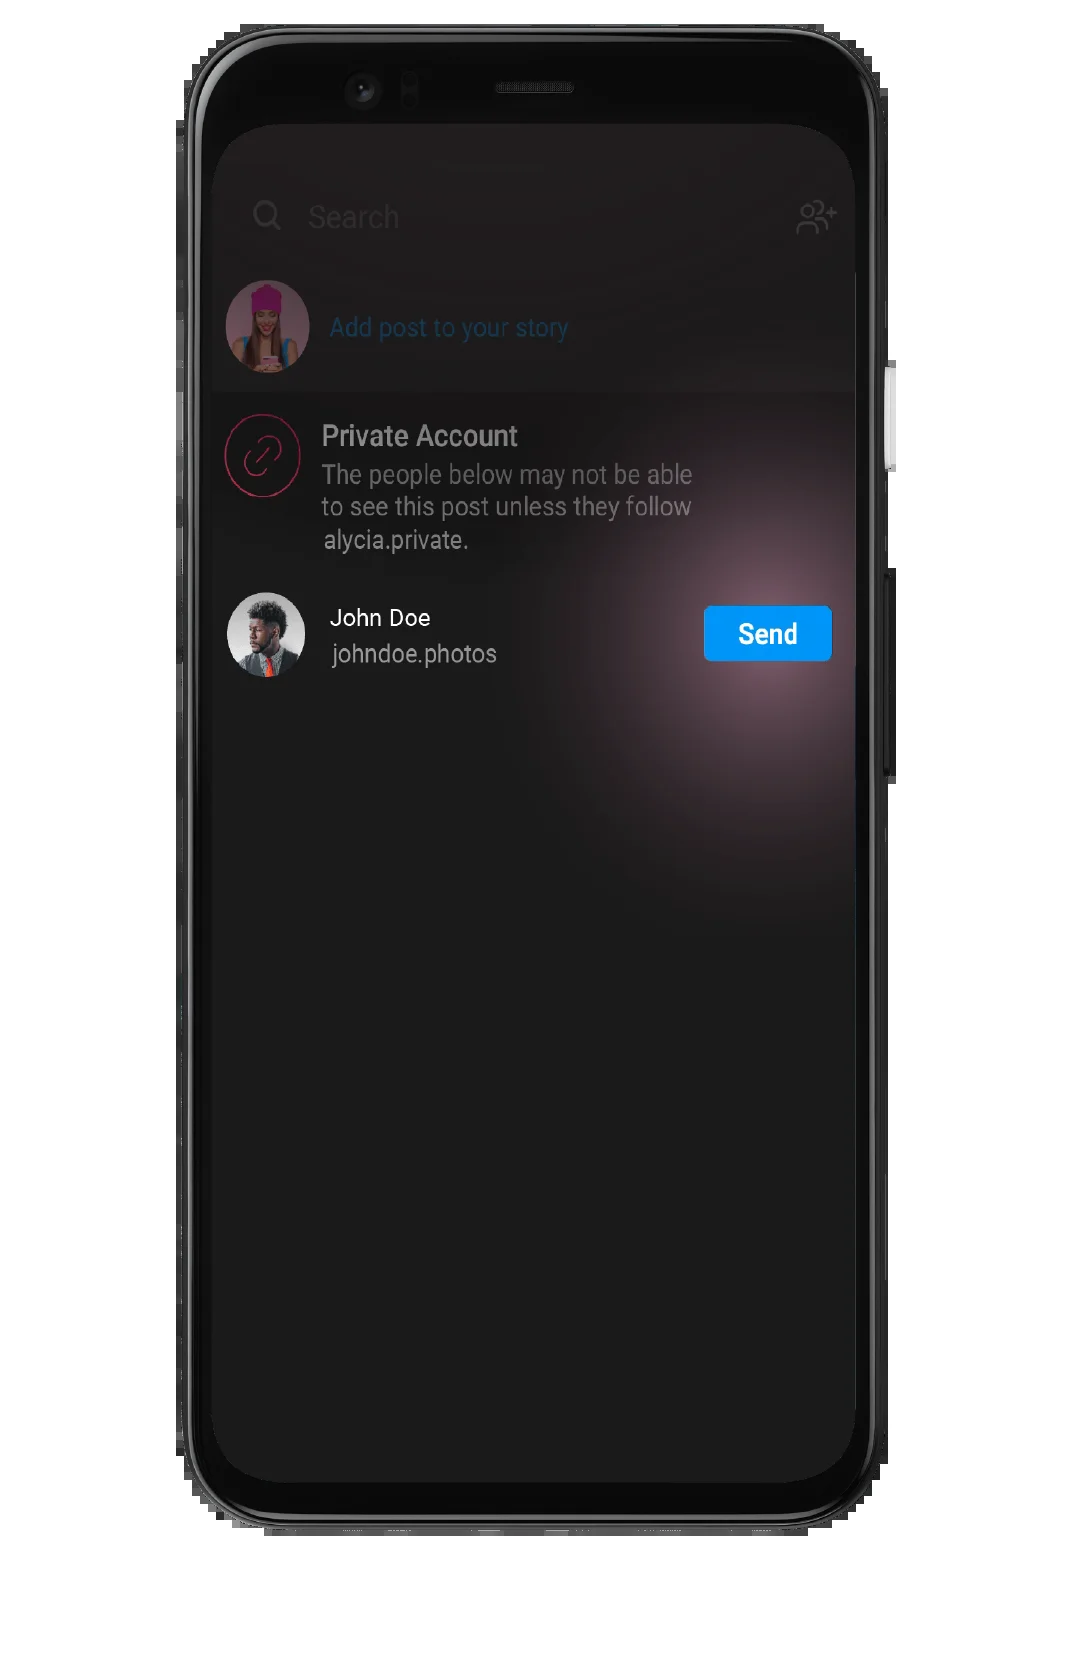 Search
Add post to your story
Private Account
The people below may not be able
to see this post unless they follow
alycia.private.
John Doe
johndoe.photos
Send